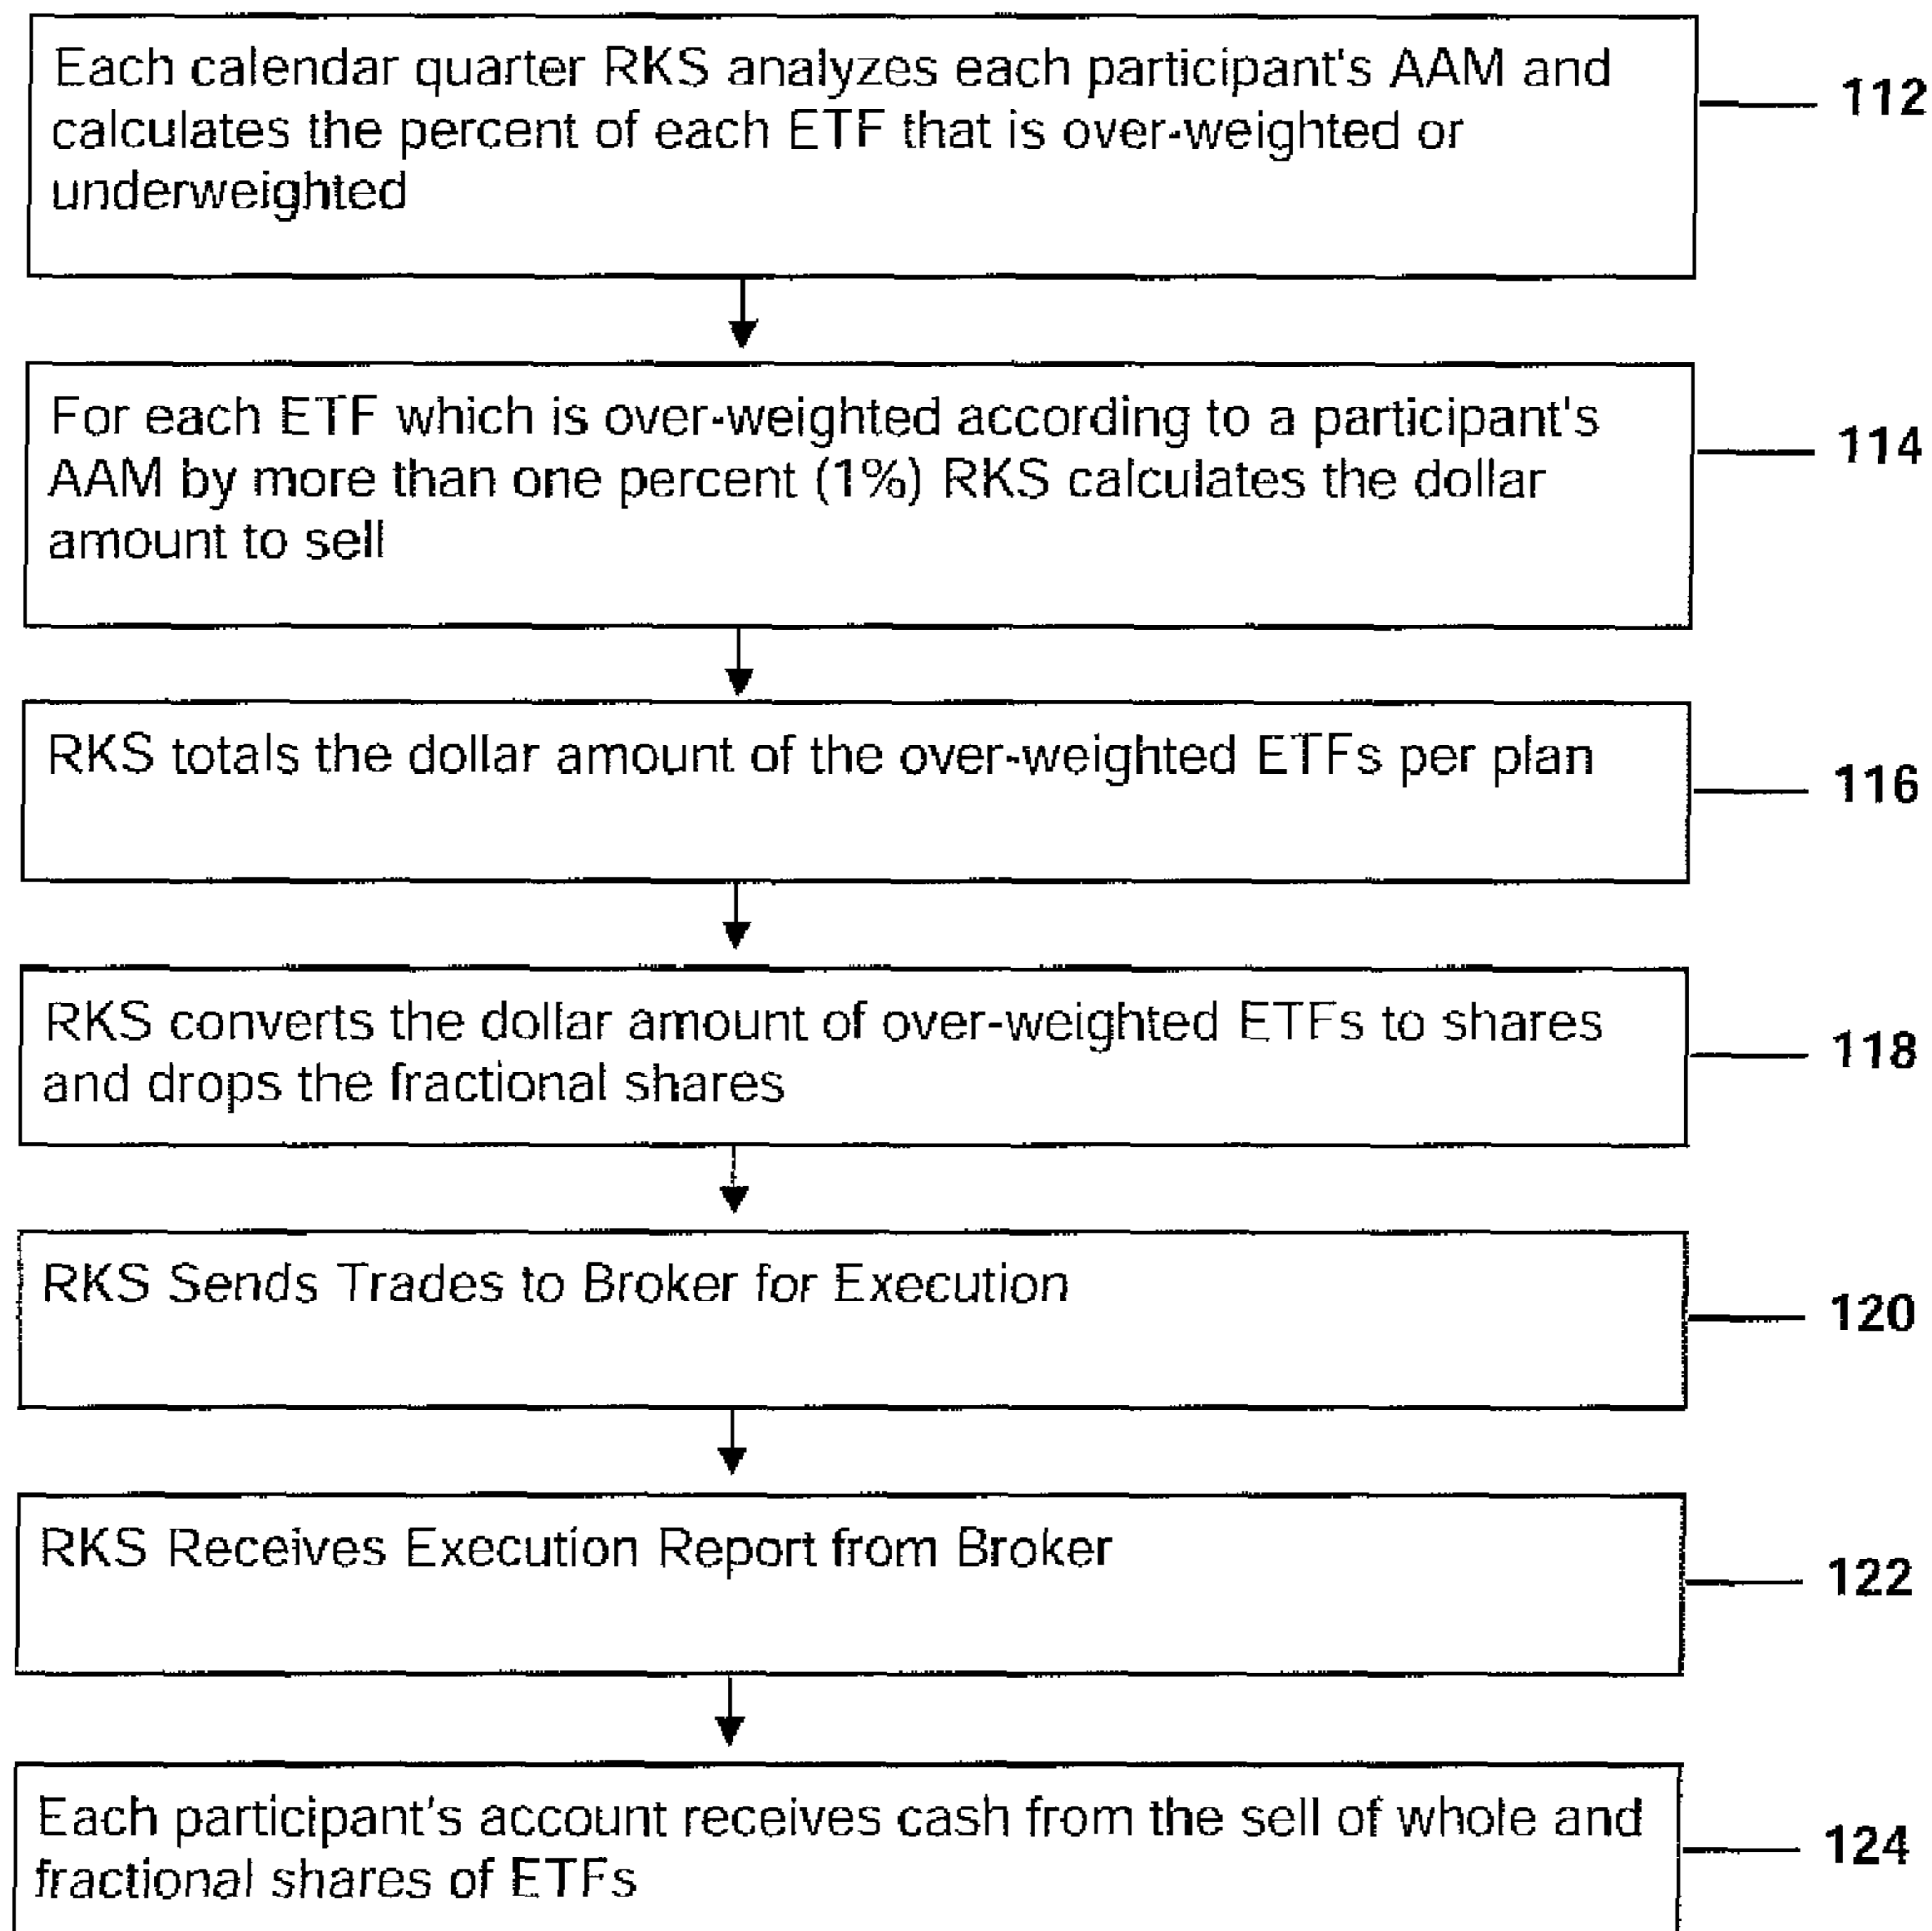 Each calendar quarter RKS analyzes each participant's AAM and
calculates the percent of each ETF that is over-weighted or
underweighted
112
For each ETF which is over-weighted according to a participant's
AAM by more than one percent (1%) RKS calculates the dollar
amount to sell
114
RKS totals the dollar amount of the over-weighted ETFs per plan
116
RKS converts the dollar amount of over-weighted ETFs to shares
and drops the fractional shares
118
RKS Sends Trades to Broker for Execution
120
RKS Receives Execution Report from Broker
122
Each participant's account receives cash from the sell of whole and
fractional shares of ETFs
124